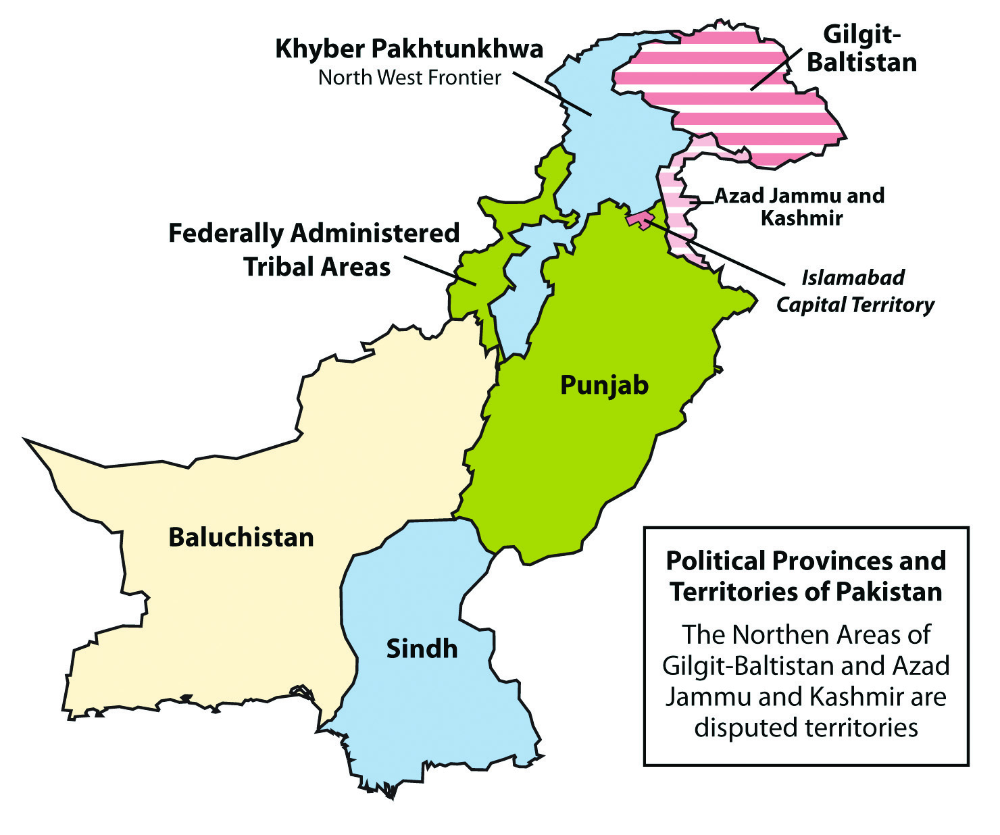 Khyber Pakhtunkhwa
North West Frontier
Gilgit-
Baltistan
Azad Jammu and
Kashmir
Federally Administered
Tribal Areas
Islamabad
Capital Territory
Punjab
Baluchistan
Sindh
Political Provinces and
Territories of Pakistan
The Northen Areas of
Gilgit-Baltistan and Azad
Jammu and Kashmir are
disputed territories